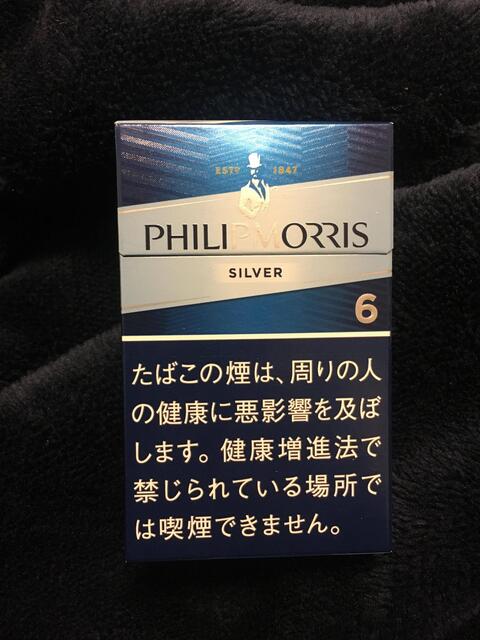 ESTD 1847
PHILIPMORRIS
SILVER
6
たばこの煙は、周りの人
の健康に悪影響を及ぼ
します。健康増進法で
禁じられている場所で
は喫煙できません。